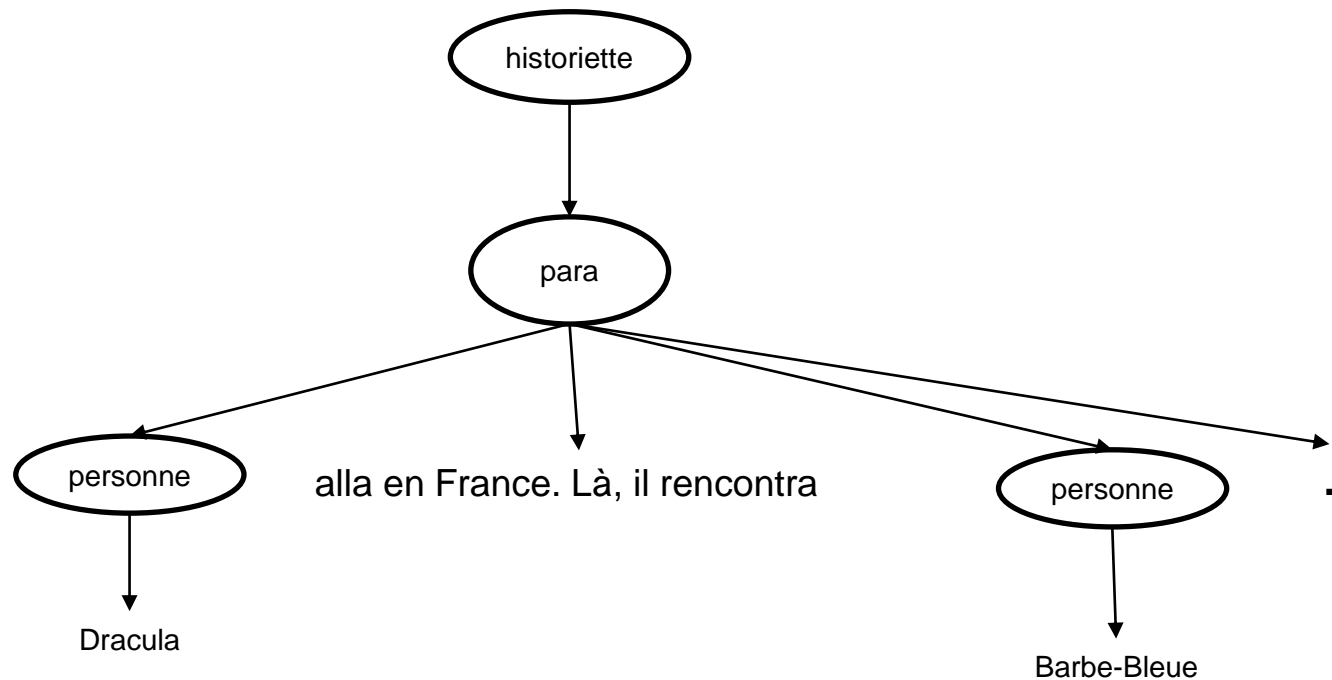 historiette
para
personne
alla en France. Là, il rencontra
personne
.
Dracula
Barbe-Bleue